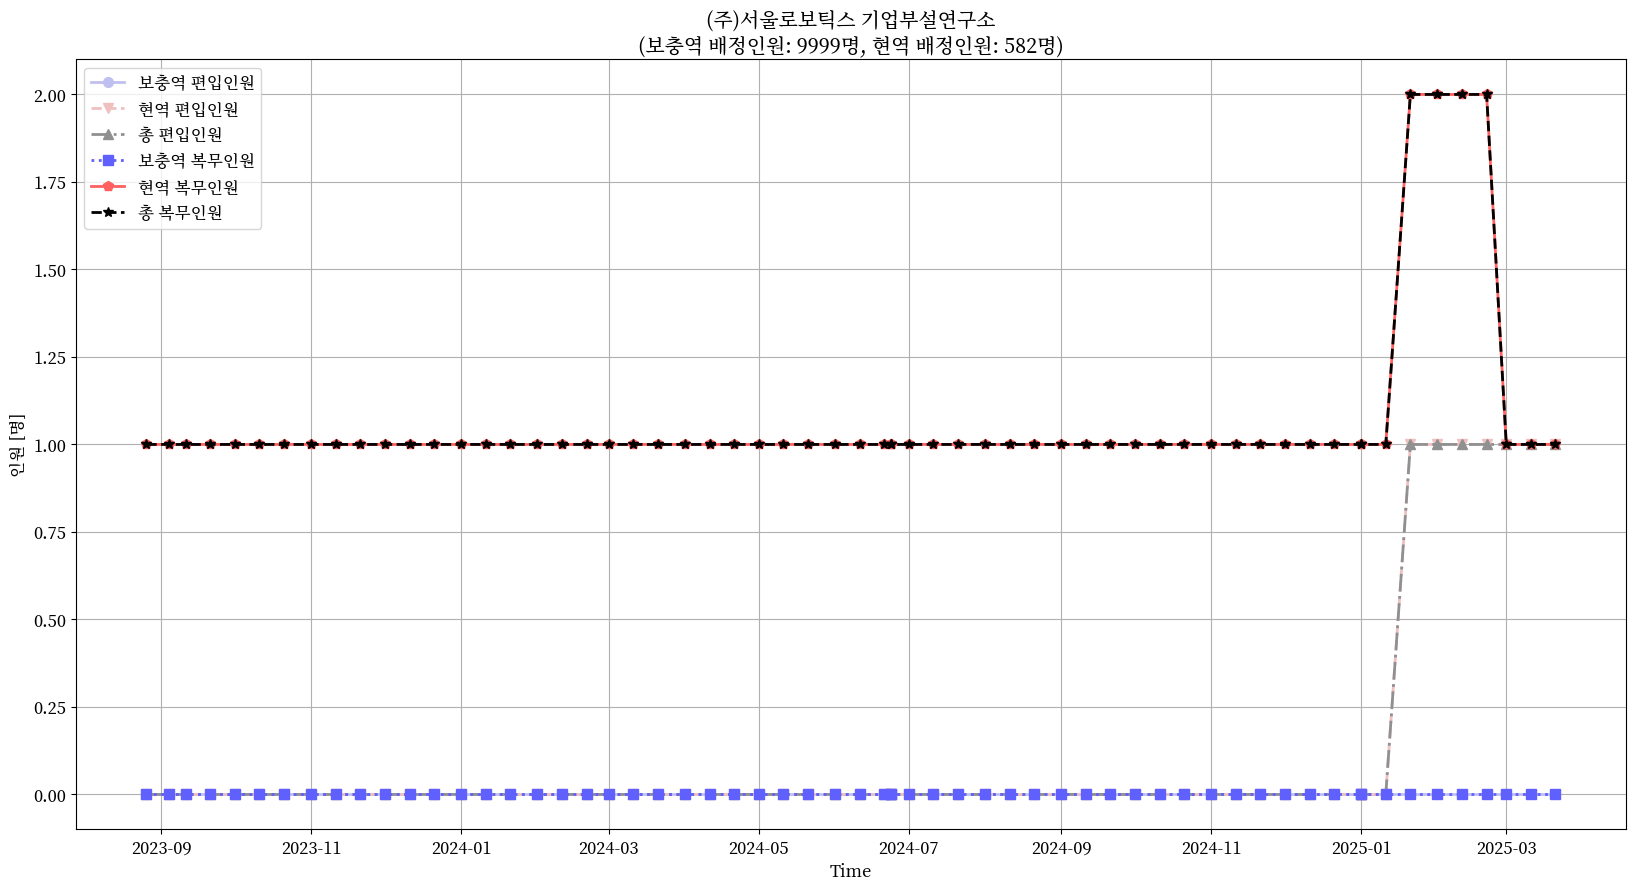 (주)서울로보틱스 기업부설연구소
(보충역 배정인원: 9999명, 현역 배정인원: 582명)
보충역 편입인원
현역 편입인원
총 편입인원
보충역 복무인원
현역 복무인원
총 복무인원
2.00
1.75
1.50
1.25
1.00
0.75
0.50
0.25
0.00
인원 [명]
2023-09
2023-11
2024-01
2024-03
2024-05
2024-07
2024-09
2024-11
2025-01
2025-03
Time